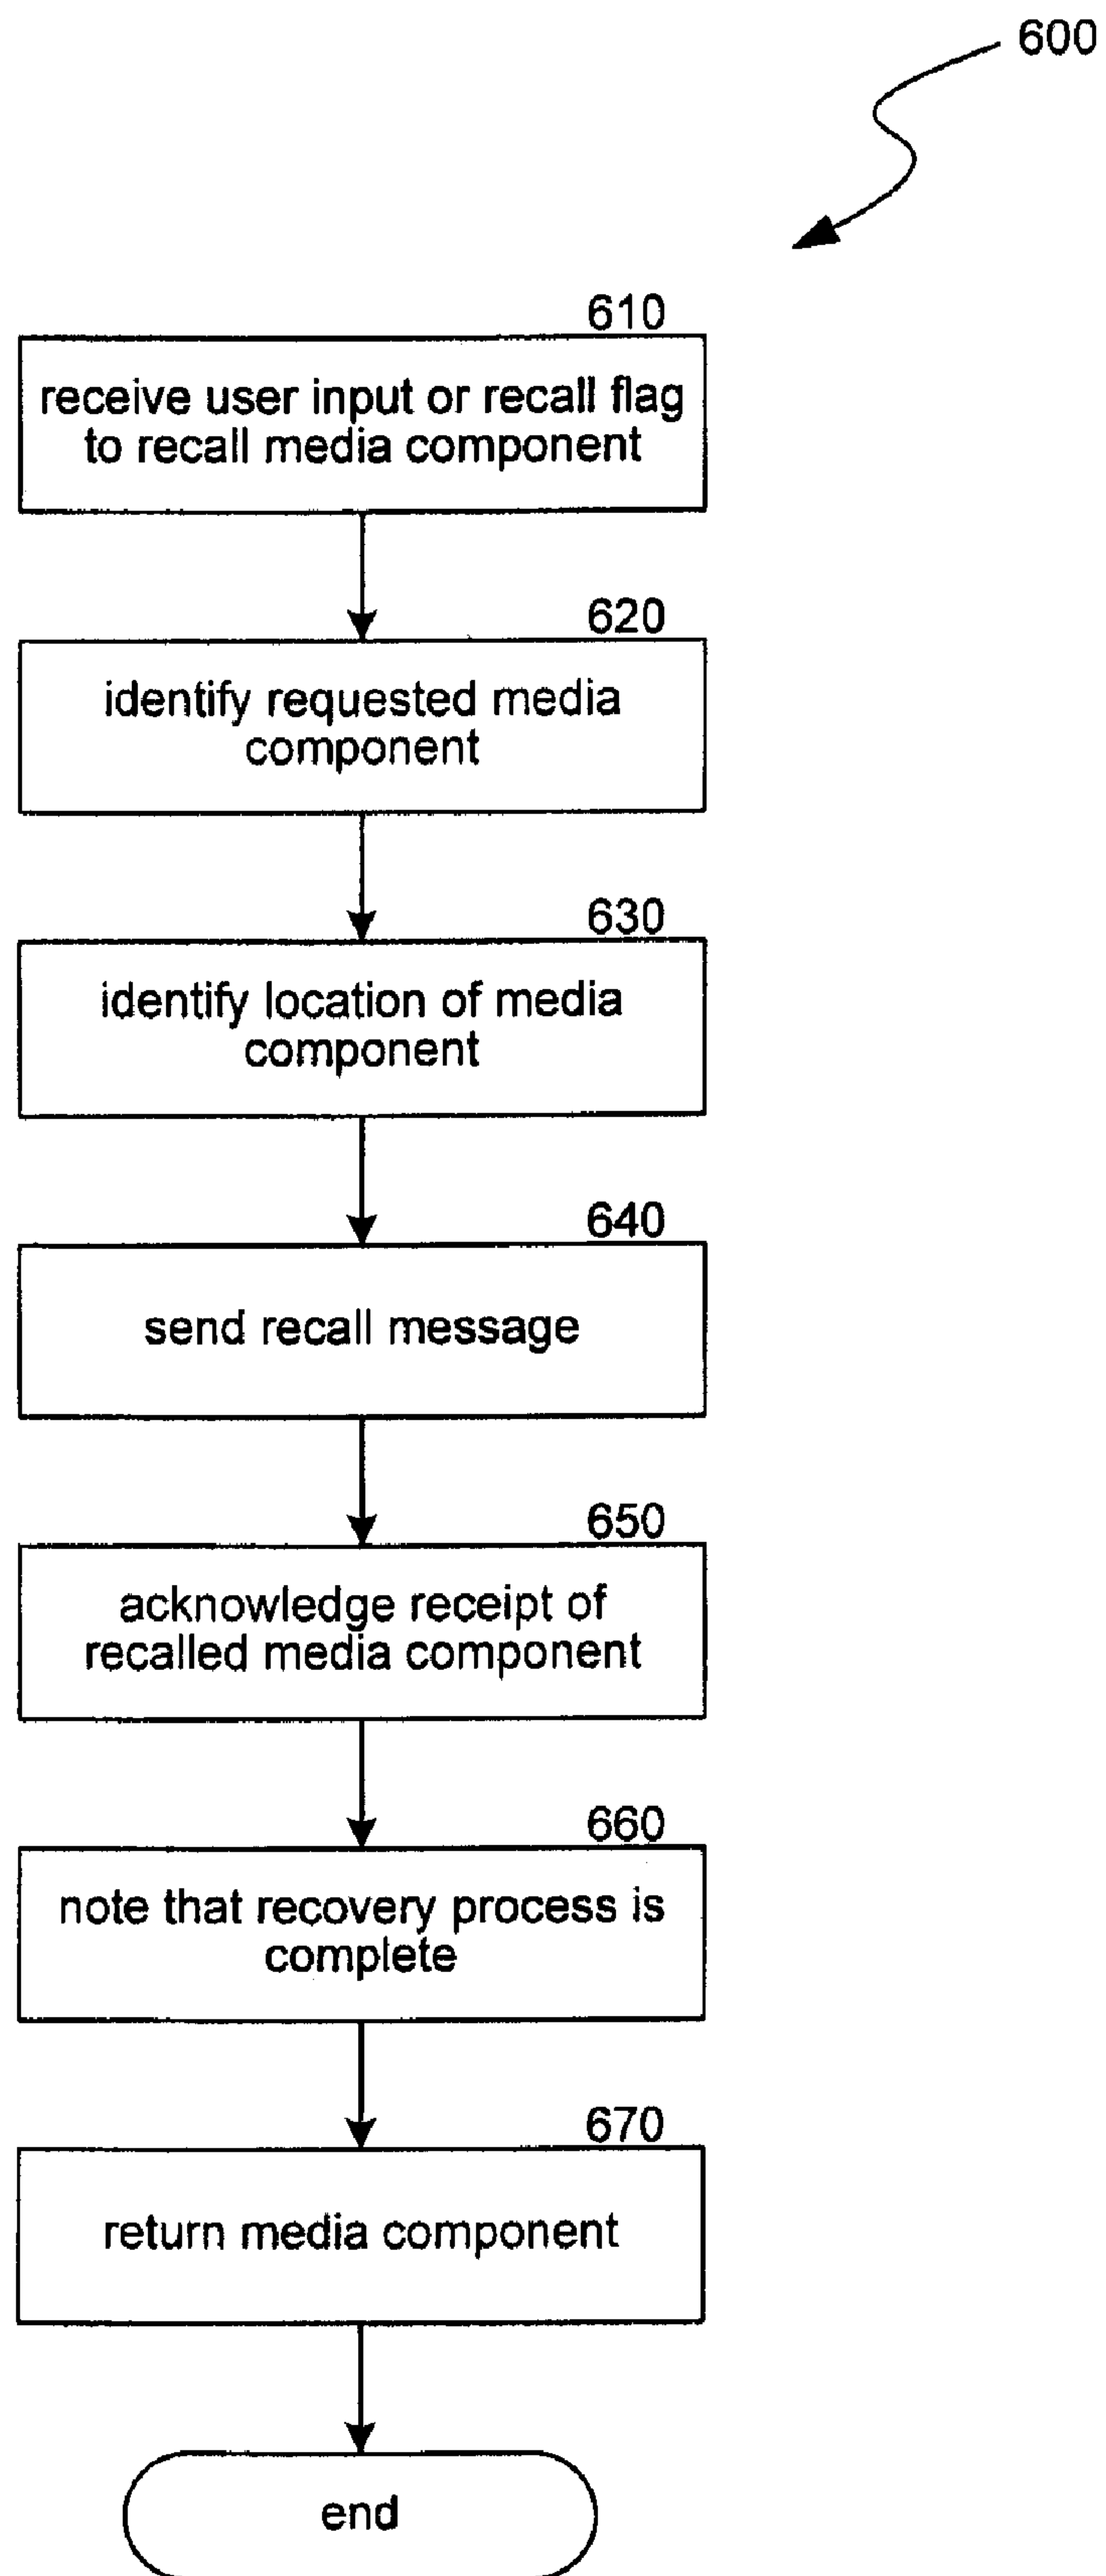 600
610
receive user input or recall flag
to recall media component
620
identify requested media
component
630
identify location of media
component
640
send recall message
650
acknowledge receipt of
recalled media component
660
note that recovery process is
complete
670
return media component
end